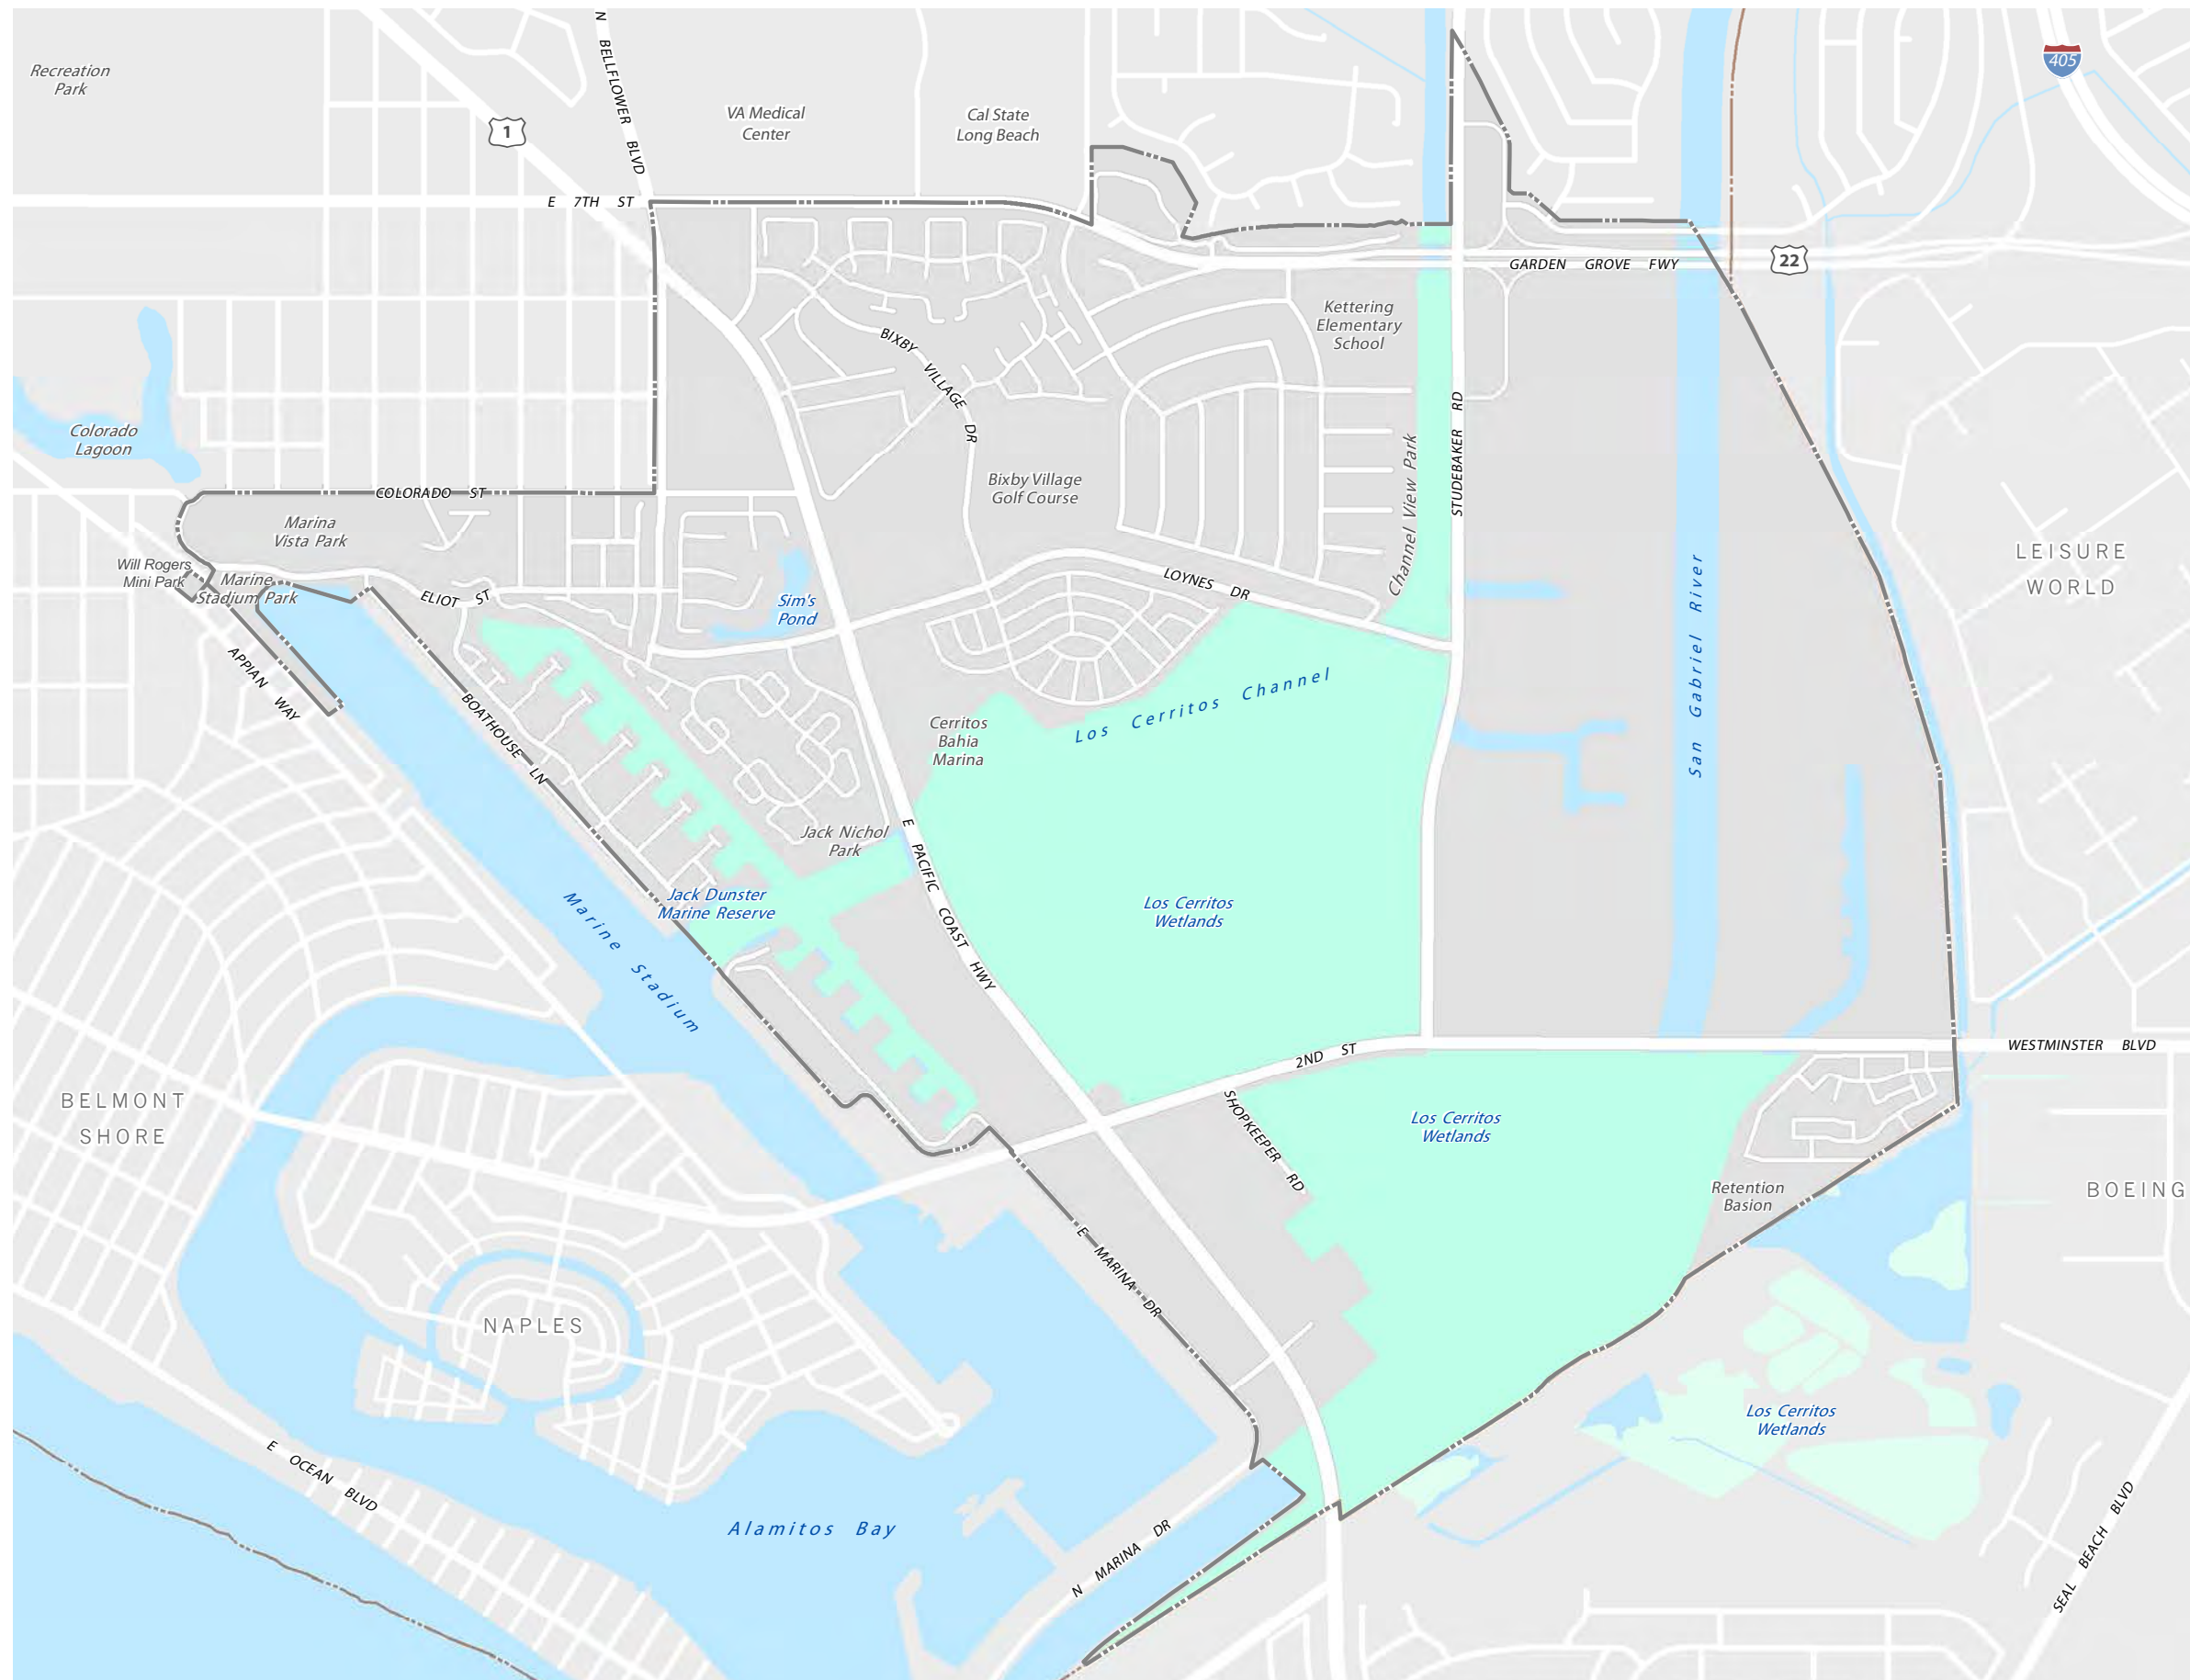 Recreation
Park
N BELLFLOWER BLVD
1
VA Medical
Center
Cal State
Long Beach
405
E 7TH ST
GARDEN GROVE FWY
22
Kettering
Elementary
School
BIXBY VILLAGE DR
Colorado
Lagoon
Bixby Village
Golf Course
Channel View Park
STUDEBAKER RD
COLORADO ST
Marina
Vista Park
LEISURE
WORLD
Will Rogers
Mini Park
Marine
Stadium Park
ELIOT ST
Sim's
Pond
LOYNES DR
San Gabriel River
APPIAN WAY
BOATHOUSE LN
Los Cerritos Channel
Cerritos
Bahia
Marina
Jack Nichol
Park
E PACIFIC COAST HWY
Jack Dunster
Marine Reserve
Marine Stadium
Los Cerritos
Wetlands
2ND ST
WESTMINSTER BLVD
BELMONT
SHORE
SHOPKEEPER RD
Los Cerritos
Wetlands
Retention
Basion
BOEING
E MARINA DR
NAPLES
Los Cerritos
Wetlands
E OCEAN BLVD
Alamitos Bay
N MARINA DR
SEAL BEACH BLVD